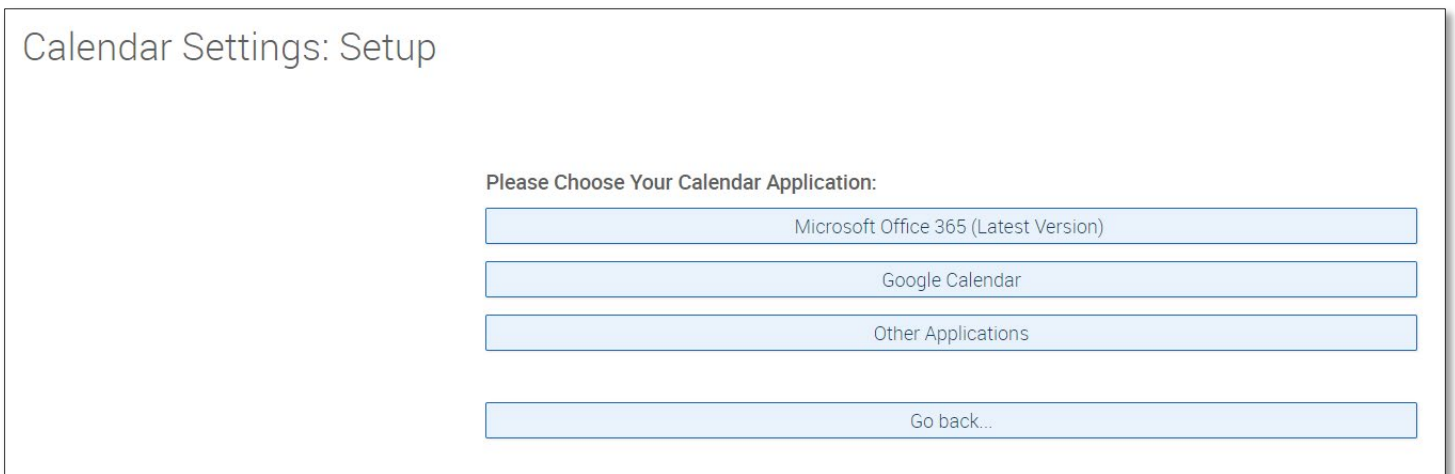 Calendar Settings: Setup
Please Choose Your Calendar Application:
Microsoft Office 365 (Latest Version)
Google Calendar
Other Applications
Go back...